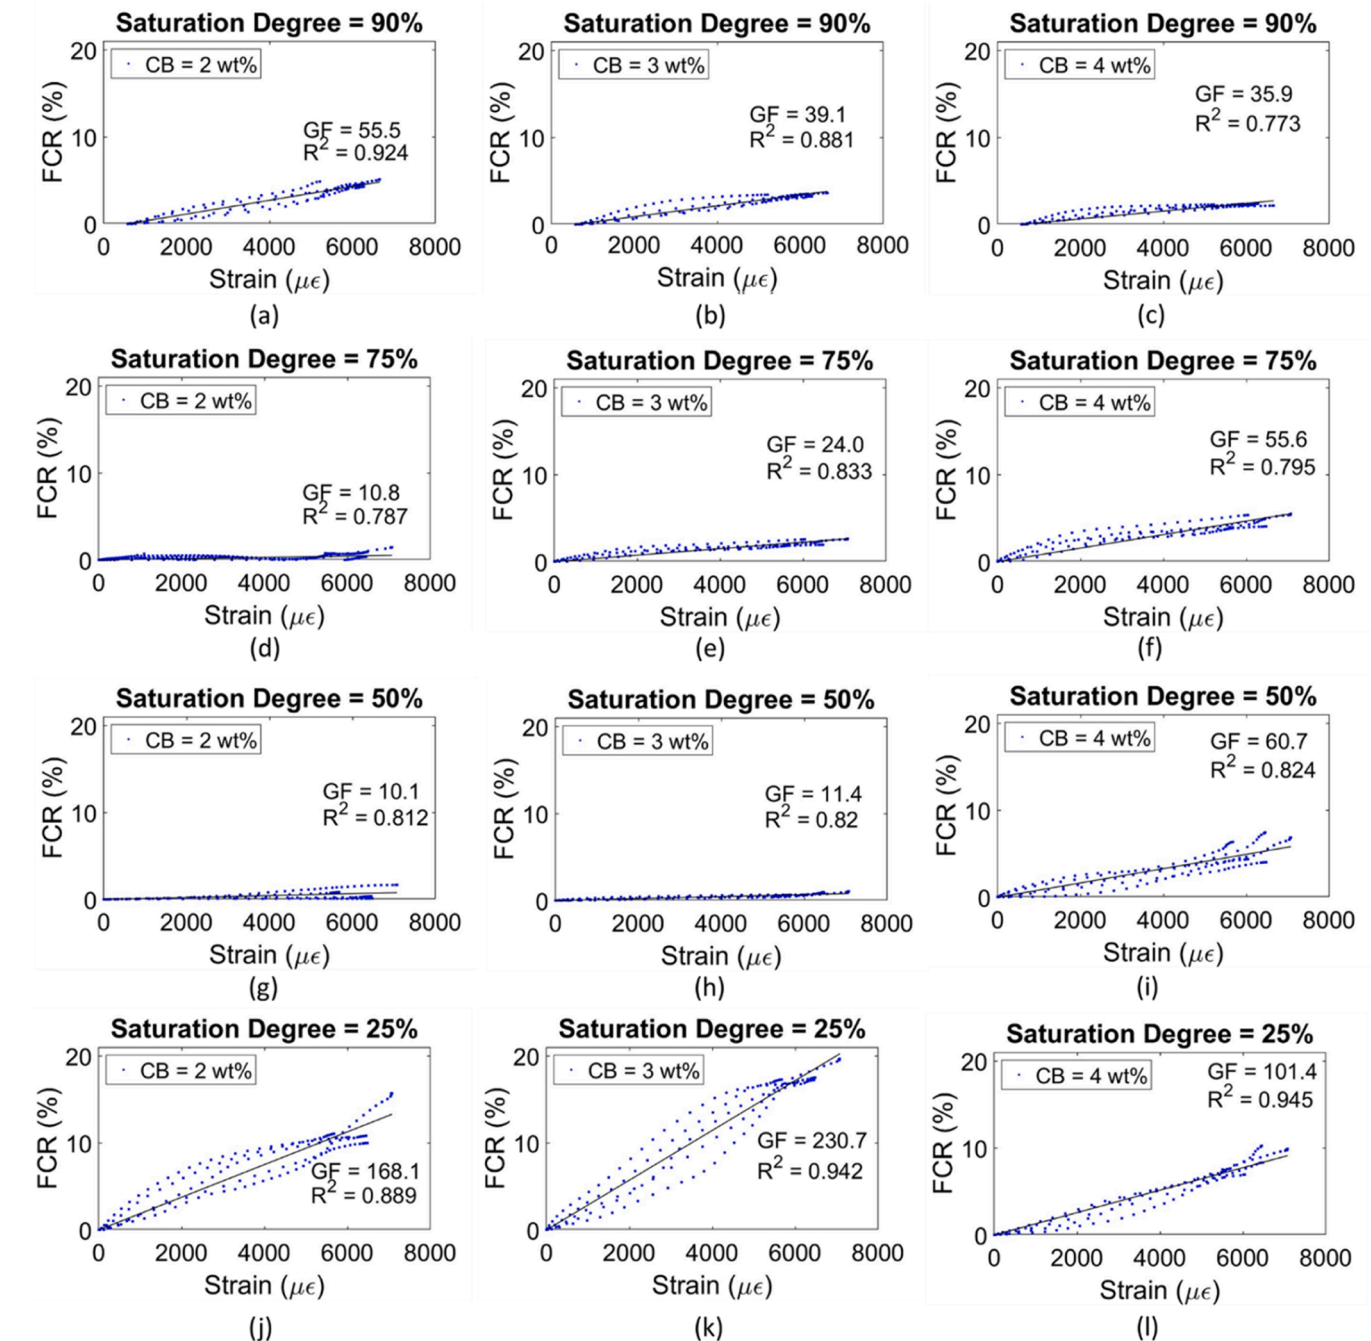 Saturation Degree = 90%
20
10
0
FCR (%)
CB = 2 wt%
GF = 55.5
R² = 0.924
0 2000 4000 6000 8000
Strain (με)
(a)
Saturation Degree = 90%
20
10
0
FCR (%)
CB = 3 wt%
GF = 39.1
R² = 0.881
0 2000 4000 6000 8000
Strain (με)
(b)
Saturation Degree = 90%
20
10
0
FCR (%)
CB = 4 wt%
GF = 35.9
R² = 0.773
0 2000 4000 6000 8000
Strain (με)
(c)
Saturation Degree = 75%
20
10
0
FCR (%)
CB = 2 wt%
GF = 10.8
R² = 0.787
0 2000 4000 6000 8000
Strain (με)
(d)
Saturation Degree = 75%
20
10
0
FCR (%)
CB = 3 wt%
GF = 24.0
R² = 0.833
0 2000 4000 6000 8000
Strain (με)
(e)
Saturation Degree = 75%
20
10
0
FCR (%)
CB = 4 wt%
GF = 55.6
R² = 0.795
0 2000 4000 6000 8000
Strain (με)
(f)
Saturation Degree = 50%
20
10
0
FCR (%)
CB = 2 wt%
GF = 10.1
R² = 0.812
0 2000 4000 6000 8000
Strain (με)
(g)
Saturation Degree = 50%
20
10
0
FCR (%)
CB = 3 wt%
GF = 11.4
R² = 0.82
0 2000 4000 6000 8000
Strain (με)
(h)
Saturation Degree = 50%
20
10
0
FCR (%)
CB = 4 wt%
GF = 60.7
R² = 0.824
0 2000 4000 6000 8000
Strain (με)
(i)
Saturation Degree = 25%
20
10
0
FCR (%)
CB = 2 wt%
GF = 168.1
R² = 0.889
0 2000 4000 6000 8000
Strain (με)
(j)
Saturation Degree = 25%
20
10
0
FCR (%)
CB = 3 wt%
GF = 230.7
R² = 0.942
0 2000 4000 6000 8000
Strain (με)
(k)
Saturation Degree = 25%
20
10
0
FCR (%)
CB = 4 wt%
GF = 101.4
R² = 0.945
0 2000 4000 6000 8000
Strain (με)
(l)